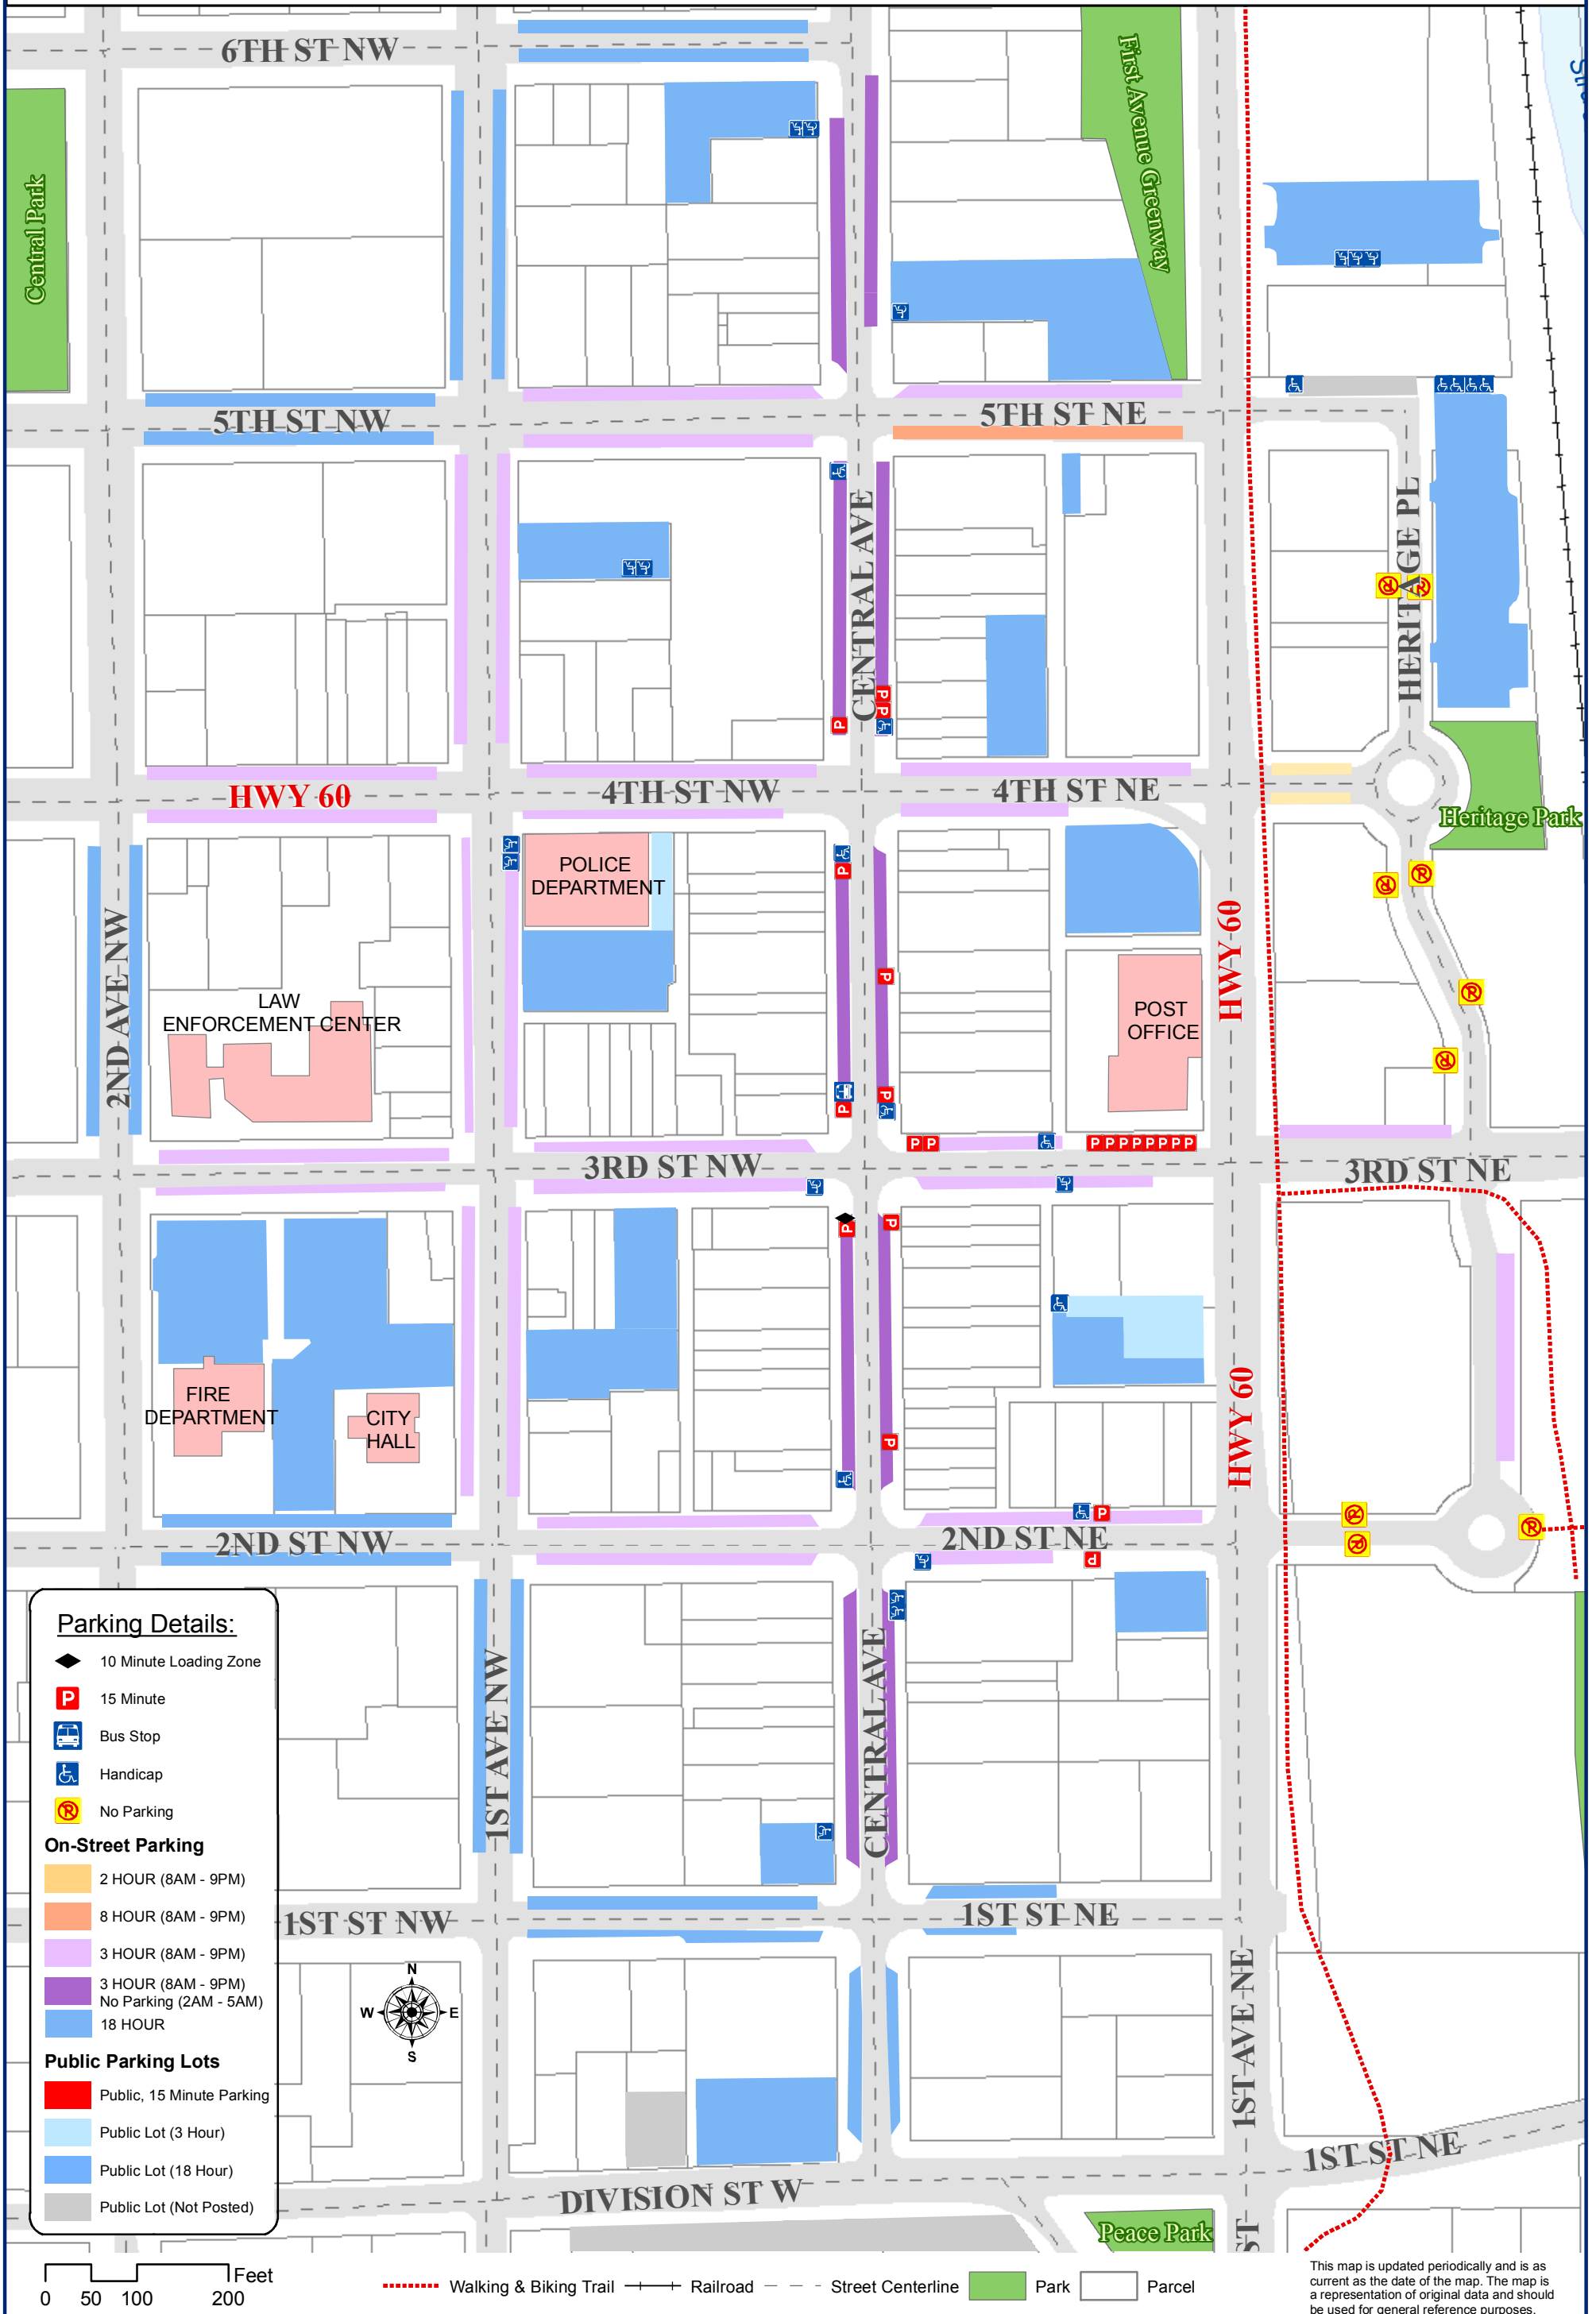 6TH ST NW
First Avenue Greenway
Central Park
5TH ST NW
5TH ST NE
CENTRAL AVE
HERITAGE PL
P
P
P
HWY 60
4TH ST NW
4TH ST NE
Heritage Park
POLICE
DEPARTMENT
P
2ND AVE NW
HWY 60
P
LAW
ENFORCEMENT CENTER
POST
OFFICE
P
P
P P
P P P P P P P P
3RD ST NW
3RD ST NE
P
P
FIRE
DEPARTMENT
CITY
HALL
HWY 60
P
P
2ND ST NW
2ND ST NE
P
Parking Details:
10 Minute Loading Zone
P
15 Minute
Bus Stop
Handicap
No Parking
On-Street Parking
2 HOUR (8AM - 9PM)
8 HOUR (8AM - 9PM)
3 HOUR (8AM - 9PM)
3 HOUR (8AM - 9PM)
No Parking (2AM - 5AM)
18 HOUR
Public Parking Lots
Public, 15 Minute Parking
Public Lot (3 Hour)
Public Lot (18 Hour)
Public Lot (Not Posted)
1ST AVE NW
CENTRAL AVE
1ST ST NW
1ST ST NE
N
W E
S
1ST AVE NE
1ST ST NE
DIVISION ST W
Peace Park
ST
0 50 100 200
Feet
Walking & Biking Trail
Railroad
Street Centerline
Park
Parcel
This map is updated periodically and is as
current as the date of the map. The map is
a representation of original data and should
be used for general reference purposes.